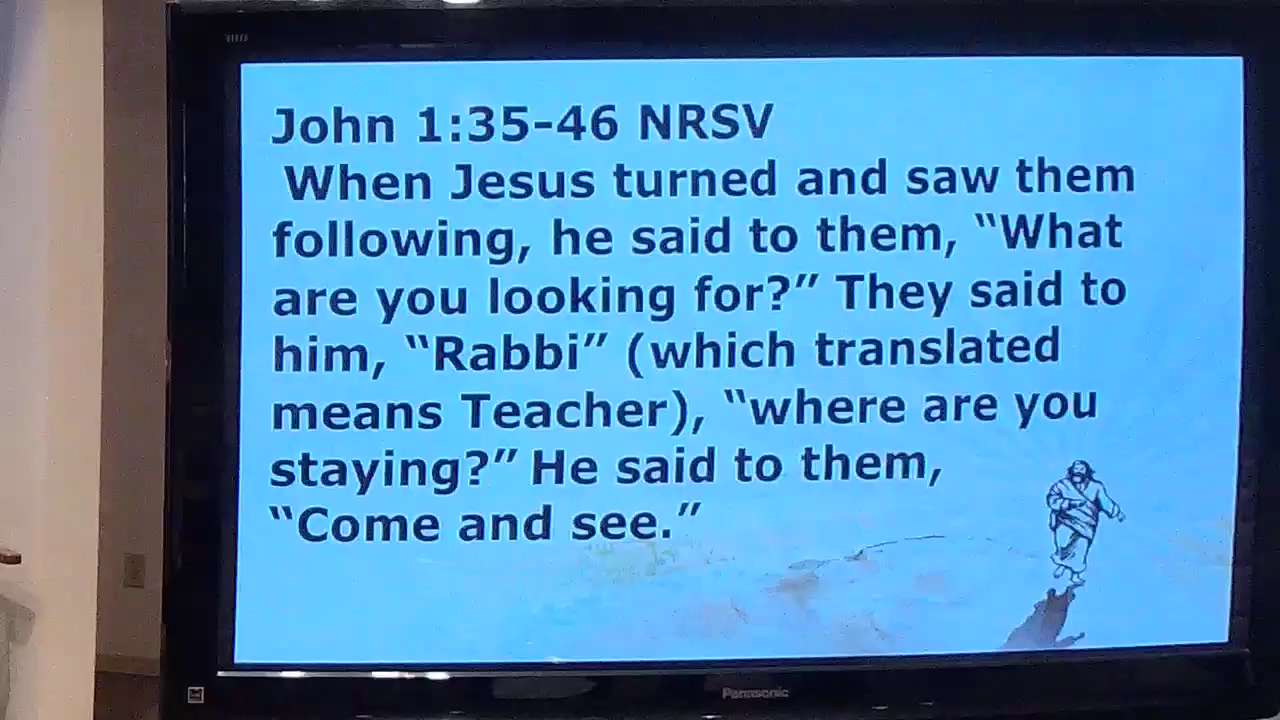 John 1:35-46 NRSV
When Jesus turned and saw them
following, he said to them, “What
are you looking for?” They said to
him, “Rabbi” (which translated
means Teacher), “where are you
staying?” He said to them,
“Come and see.”
Panasonic